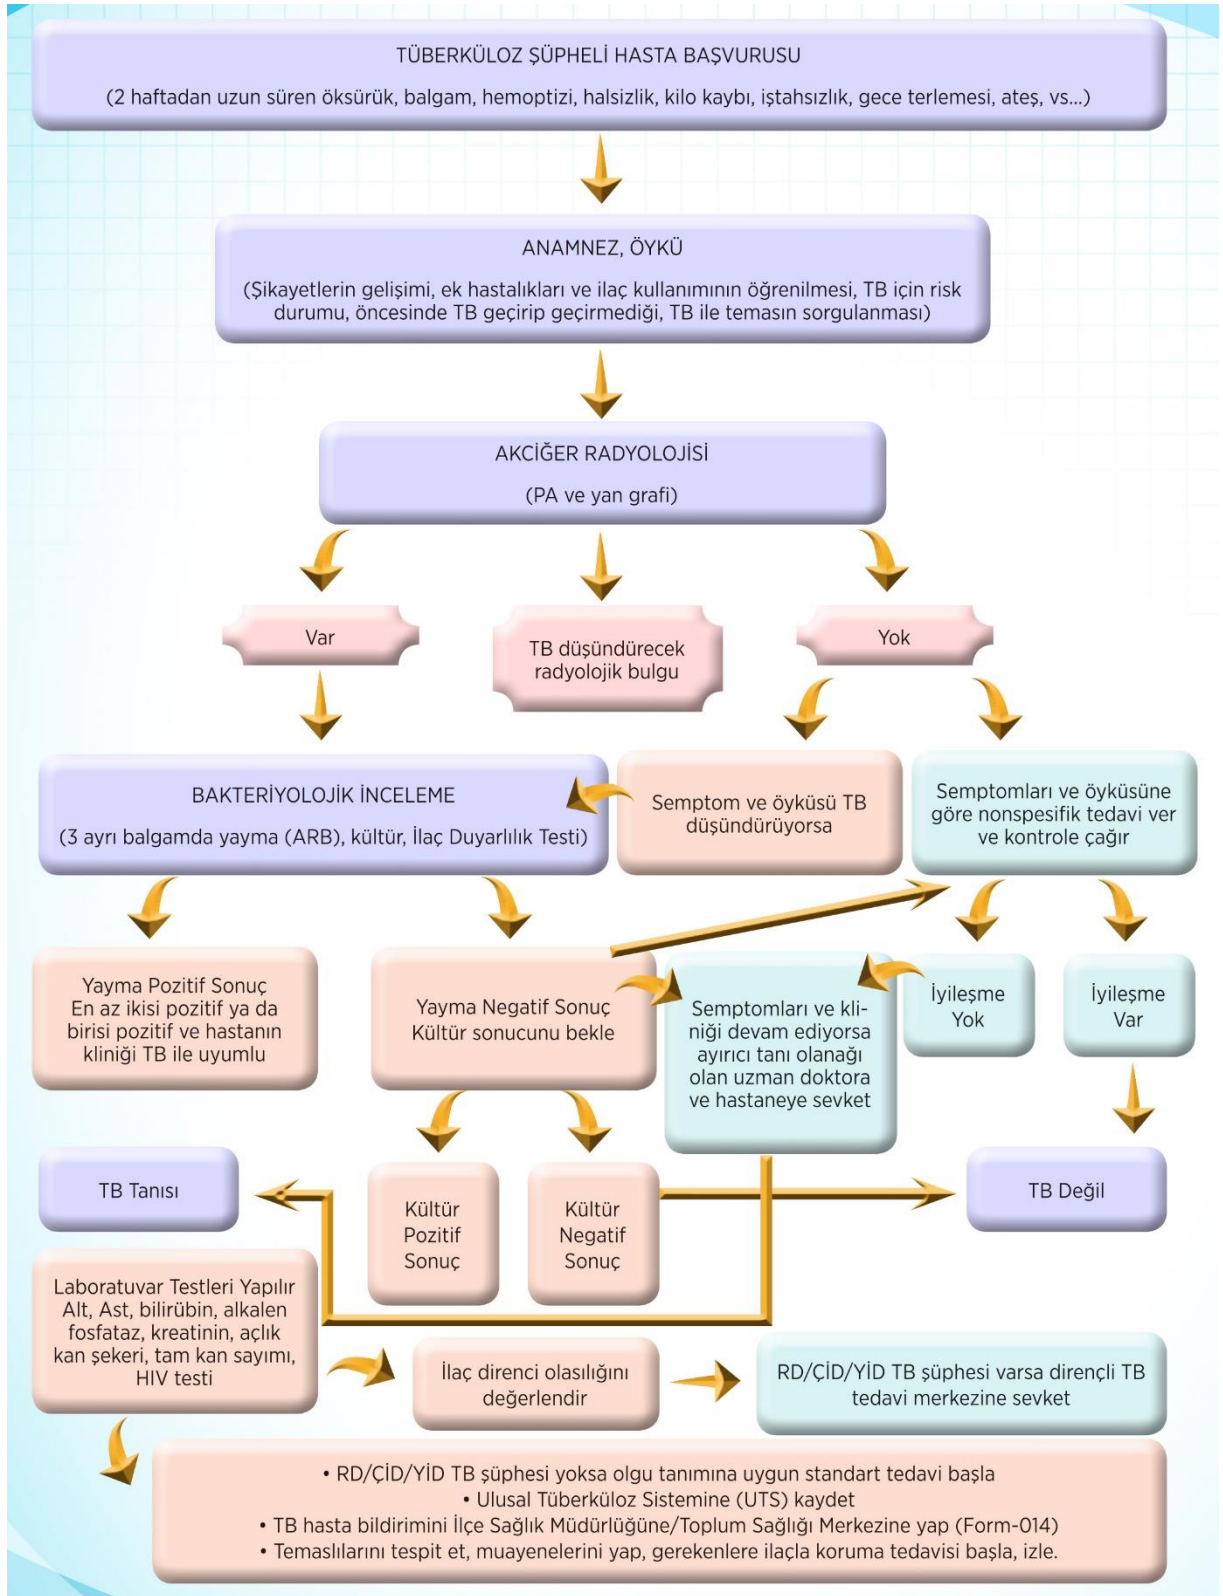 TÜBERKÜLOZ ŞÜPHELİ HASTA BAŞVURUSU
(2 haftadan uzun süren öksürük, balgam, hemoptizi, halsizlik, kilo kaybı, iştahsızlık, gece terlemesi, ateş, vs...)
ANAMNEZ, ÖYKÜ
(Şikayetlerin gelişimi, ek hastalıkları ve ilaç kullanımının öğrenilmesi, TB için risk
durumu, öncesinde TB geçirip geçirmediği, TB ile temasın sorgulanması)
AKCİĞER RADYOLOJİSİ
(PA ve yan grafi)
Var
TB düşündürecek
radyolojik bulgu
Yok
BAKTERİYOLOJİK İNCELEME
(3 ayrı balgamda yayma (ARB), kültür, İlaç Duyarlılık Testi)
Semptom ve öyküsü TB
düşündürüyorsa
Semptomları ve öyküsüne
göre nonspesifik tedavi ver
ve kontrole çağır
Yayma Pozitif Sonuç
En az ikisi pozitif ya da
birisi pozitif ve hastanın
kliniği TB ile uyumlu
Yayma Negatif Sonuç
Kültür sonucunu bekle
Semptomları ve kli-
niği devam ediyorsa
ayırıcı tanı olanağı
olan uzman doktora
ve hastaneye sevket
İyileşme
Yok
İyileşme
Var
TB Tanısı
Kültür
Pozitif
Sonuç
Kültür
Negatif
Sonuç
TB Değil
Laboratuvar Testleri Yapılır
Alt, Ast, bilirübin, alkalen
fosfataz, kreatinin, açlık
kan şekeri, tam kan sayımı,
HIV testi
İlaç direnci olasılığını
değerlendir
RD/ÇİD/YİD TB şüphesi varsa dirençli TB
tedavi merkezine sevket
• RD/ÇİD/YİD TB şüphesi yoksa olgu tanımına uygun standart tedavi başla
• Ulusal Tüberküloz Sistemine (UTS) kaydet
• TB hasta bildirimini İlçe Sağlık Müdürlüğüne/Toplum Sağlığı Merkezine yap (Form-014)
• Temaslılarını tespit et, muayenelerini yap, gerekenlere ilaçla koruma tedavisi başla, izle.